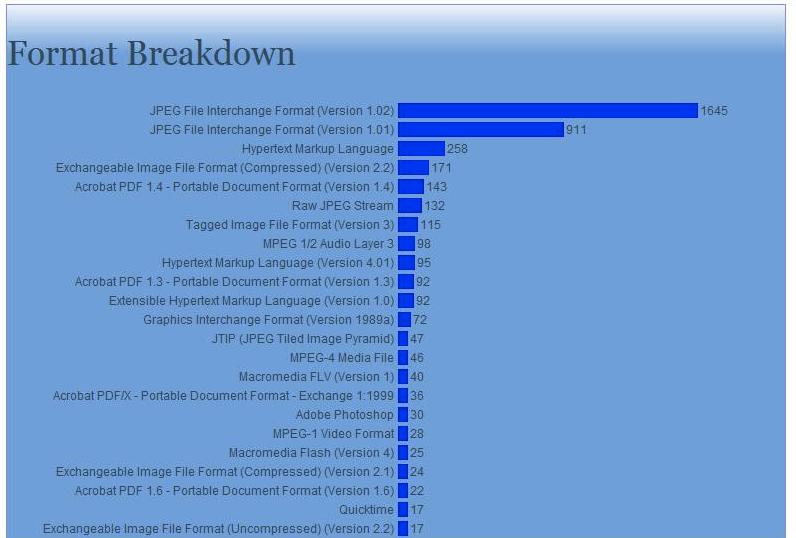 Format Breakdown
JPEG File Interchange Format (Version 1.02) 1645
JPEG File Interchange Format (Version 1.01) 911
Hypertext Markup Language 258
Exchangeable Image File Format (Compressed) (Version 2.2) 171
Acrobat PDF 1.4 - Portable Document Format (Version 1.4) 143
Raw JPEG Stream 132
Tagged Image File Format (Version 3) 115
MPEG 1/2 Audio Layer 3 98
Hypertext Markup Language (Version 4.01) 95
Acrobat PDF 1.3 - Portable Document Format (Version 1.3) 92
Extensible Hypertext Markup Language (Version 1.0) 92
Graphics Interchange Format (Version 1989a) 72
JTIP (JPEG Tiled Image Pyramid) 47
MPEG-4 Media File 46
Macromedia FLV (Version 1) 40
Acrobat PDF/X - Portable Document Format - Exchange 1:1999 36
Adobe Photoshop 30
MPEG-1 Video Format 28
Macromedia Flash (Version 4) 25
Exchangeable Image File Format (Compressed) (Version 2.1) 24
Acrobat PDF 1.6 - Portable Document Format (Version 1.6) 22
Quicktime 17
Exchangeable Image File Format (Uncompressed) (Version 2.2) 17